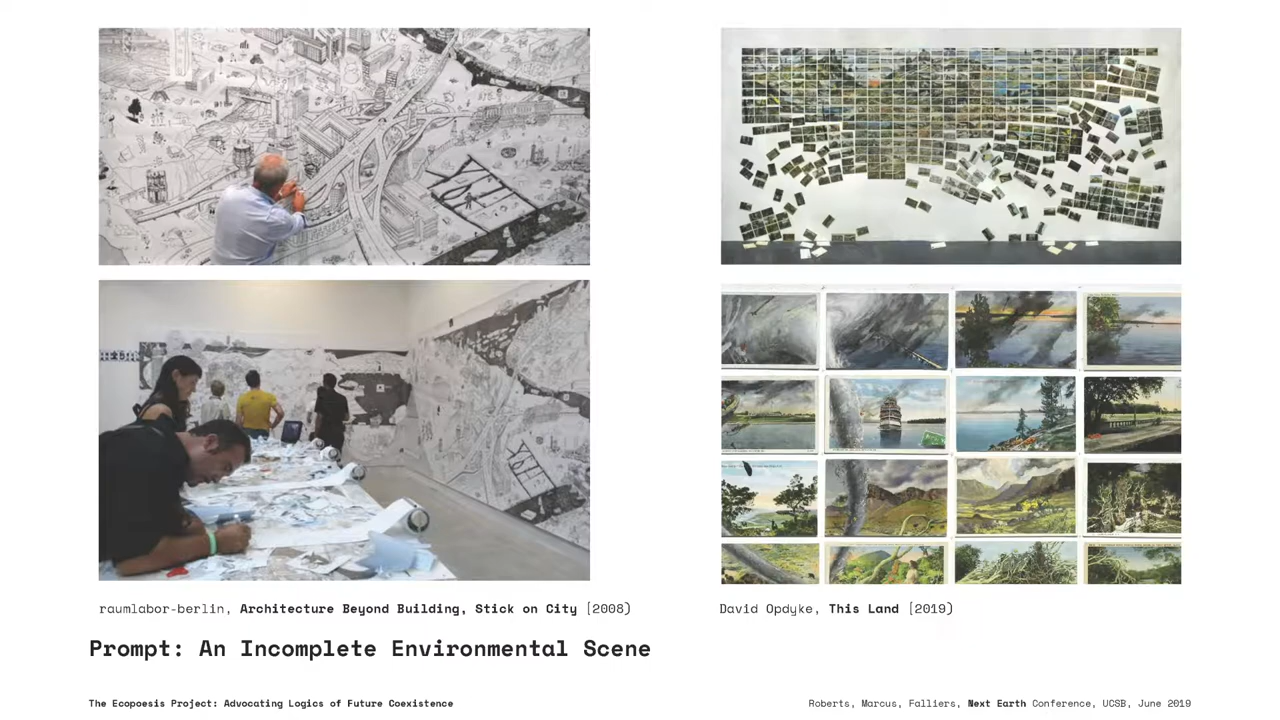 raumlabor-berlin, Architecture Beyond Building, Stick on City [2008]
David Opdyke, This Land [2019]
Prompt: An Incomplete Environmental Scene
The Ecopoesis Project: Advocating Logics of Future Coexistence
Roberts, Marcus, Falliers, Next Earth Conference, UCSB, June 2019